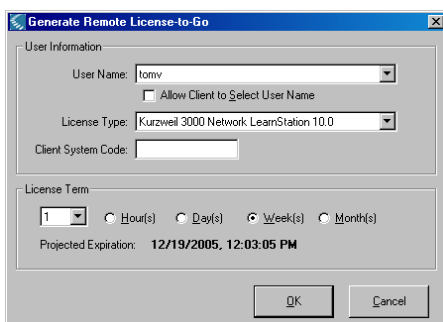 Generate Remote License-to-Go
User Information
User Name: tomv
Allow Client to Select User Name
License Type: Kurzweil 3000 Network LearnStation 10.0
Client System Code:
License Term
1 Hour(s) Day(s) Week(s) Month(s)
Projected Expiration: 12/19/2005, 12:03:05 PM
OK Cancel